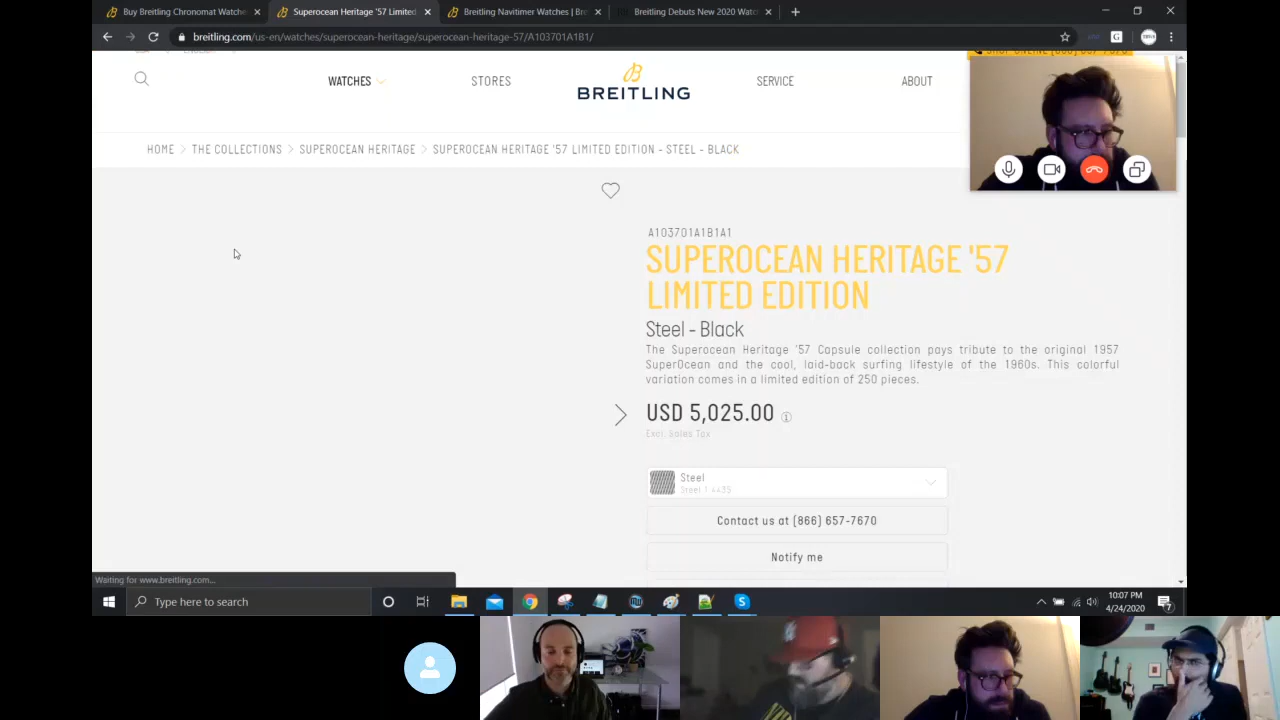 Buy Breitling Chronomat Watche
Superocean Heritage '57 Limited
Breitling Navitimer Watches | Bre
Breitling Debuts New 2020 Watc
breitling.com/us-en/watches/superocean-heritage/superocean-heritage-57/A103701A1B1/
WATCHES
STORES
BREITLING
SERVICE
ABOUT
HOME > THE COLLECTIONS > SUPEROCEAN HERITAGE > SUPEROCEAN HERITAGE '57 LIMITED EDITION - STEEL - BLACK
A103701A1B1A1
SUPEROCEAN HERITAGE '57
LIMITED EDITION
Steel - Black
The Superocean Heritage '57 Capsule collection pays tribute to the original 1957
SuperOcean and the cool, laid-back surfing lifestyle of the 1960s. This colorful
variation comes in a limited edition of 250 pieces.
USD 5,025.00
Excl. Sales Tax
Steel
Steel 1.4435
Contact us at (866) 657-7670
Notify me
Waiting for www.breitling.com...
Type here to search
10:07 PM
4/24/2020